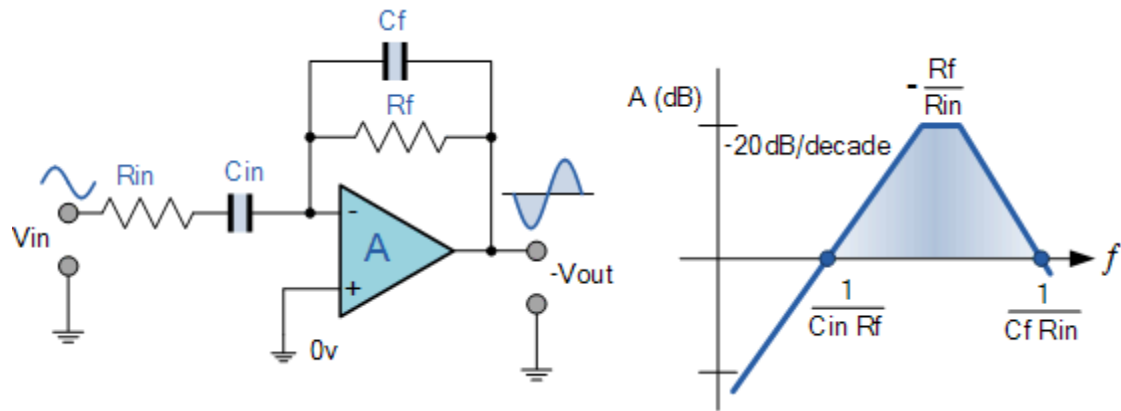 Cf
Rf
Rin
Cin
Vin
-
A
+
0v
-Vout
A (dB)
- Rf
Rin
-20dB/decade
f
1
Cin Rf
1
Cf Rin